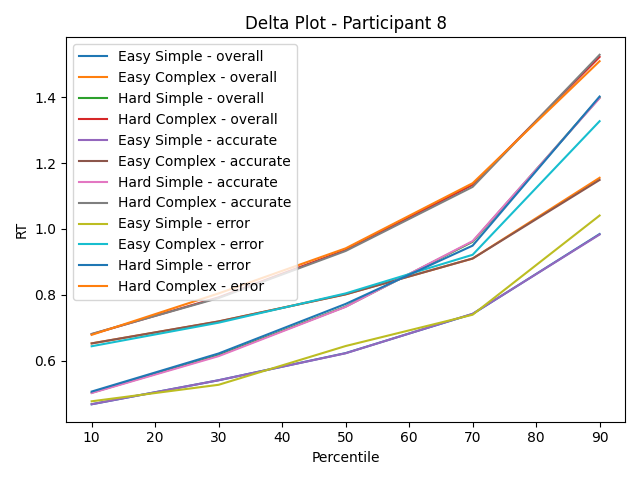 Delta Plot - Participant 8
Easy Simple - overall
Easy Complex - overall
Hard Simple - overall
Hard Complex - overall
Easy Simple - accurate
Easy Complex - accurate
Hard Simple - accurate
Hard Complex - accurate
Easy Simple - error
Easy Complex - error
Hard Simple - error
Hard Complex - error
RT
1.4
1.2
1.0
0.8
0.6
10 20 30 40 50 60 70 80 90
Percentile